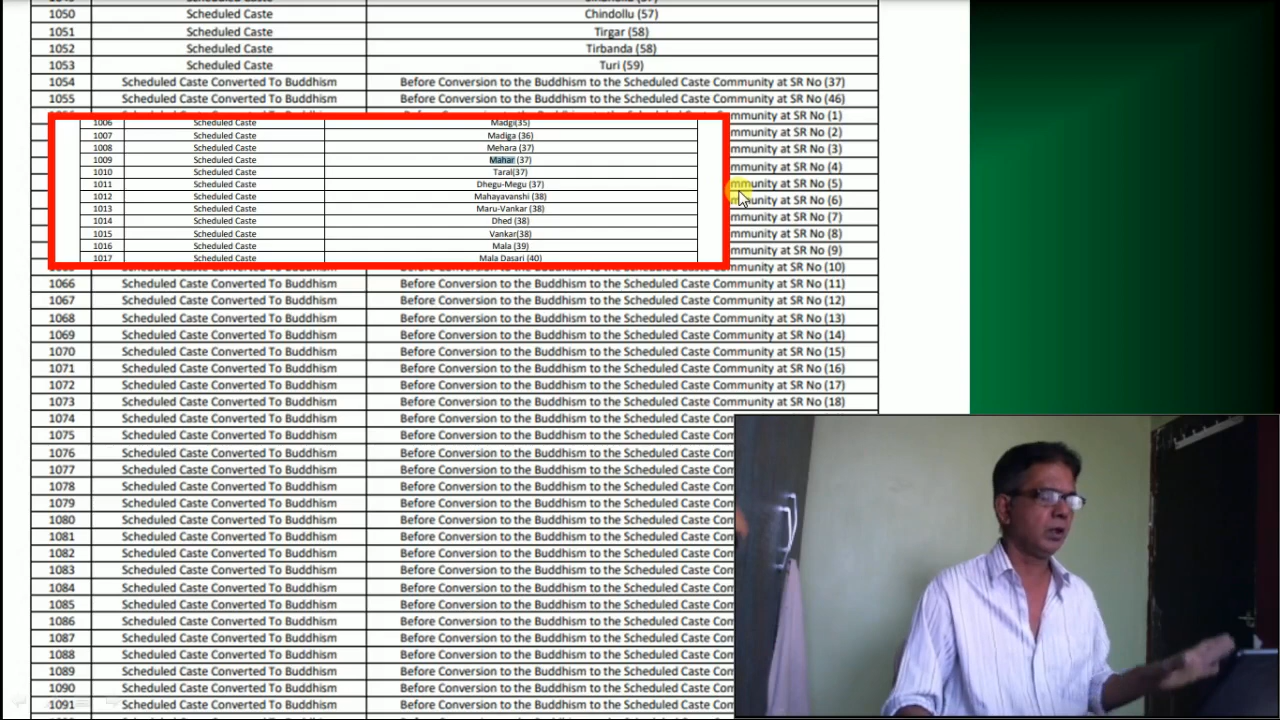 1050 Scheduled Caste Chindollu (57)
1051 Scheduled Caste Tirgar (58)
1052 Scheduled Caste Tirbanda (58)
1053 Scheduled Caste Turi (59)
1054 Scheduled Caste Converted To Buddhism Before Conversion to the Buddhism to the Scheduled Caste Community at SR No (37)
1055 Scheduled Caste Converted To Buddhism Before Conversion to the Buddhism to the Scheduled Caste Community at SR No (46)
mmunity at SR No (1)
1006 Scheduled Caste Madgi(35)
1007 Scheduled Caste Madiga (36) mmunity at SR No (2)
1008 Scheduled Caste Mehara (37) mmunity at SR No (3)
1009 Scheduled Caste Mahar (37) mmunity at SR No (4)
1010 Scheduled Caste Taral(37)
1011 Scheduled Caste Dhegu-Megu (37) mmunity at SR No (5)
1012 Scheduled Caste Mahayavanshi (38) mmunity at SR No (6)
1013 Scheduled Caste Maru-Vankar (38)
1014 Scheduled Caste Dhed (38) mmunity at SR No (7)
1015 Scheduled Caste Vankar(38) mmunity at SR No (8)
1016 Scheduled Caste Mala (39) mmunity at SR No (9)
1017 Scheduled Caste Mala Dasari (40)
mmunity at SR No (10)
1066 Scheduled Caste Converted To Buddhism Before Conversion to the Buddhism to the Scheduled Caste Community at SR No (11)
1067 Scheduled Caste Converted To Buddhism Before Conversion to the Buddhism to the Scheduled Caste Community at SR No (12)
1068 Scheduled Caste Converted To Buddhism Before Conversion to the Buddhism to the Scheduled Caste Community at SR No (13)
1069 Scheduled Caste Converted To Buddhism Before Conversion to the Buddhism to the Scheduled Caste Community at SR No (14)
1070 Scheduled Caste Converted To Buddhism Before Conversion to the Buddhism to the Scheduled Caste Community at SR No (15)
1071 Scheduled Caste Converted To Buddhism Before Conversion to the Buddhism to the Scheduled Caste Community at SR No (16)
1072 Scheduled Caste Converted To Buddhism Before Conversion to the Buddhism to the Scheduled Caste Community at SR No (17)
1073 Scheduled Caste Converted To Buddhism Before Conversion to the Buddhism to the Scheduled Caste Community at SR No (18)
1074 Scheduled Caste Converted To Buddhism Before Conversion to the Buddhism to the Scheduled Caste Com
1075 Scheduled Caste Converted To Buddhism Before Conversion to the Buddhism to the Scheduled Caste Com
1076 Scheduled Caste Converted To Buddhism Before Conversion to the Buddhism to the Scheduled Caste Com
1077 Scheduled Caste Converted To Buddhism Before Conversion to the Buddhism to the Scheduled Caste Com
1078 Scheduled Caste Converted To Buddhism Before Conversion to the Buddhism to the Scheduled Caste Com
1079 Scheduled Caste Converted To Buddhism Before Conversion to the Buddhism to the Scheduled Caste Com
1080 Scheduled Caste Converted To Buddhism Before Conversion to the Buddhism to the Scheduled Caste Com
1081 Scheduled Caste Converted To Buddhism Before Conversion to the Buddhism to the Scheduled Caste Com
1082 Scheduled Caste Converted To Buddhism Before Conversion to the Buddhism to the Scheduled Caste Com
1083 Scheduled Caste Converted To Buddhism Before Conversion to the Buddhism to the Scheduled Caste Com
1084 Scheduled Caste Converted To Buddhism Before Conversion to the Buddhism to the Scheduled Caste Com
1085 Scheduled Caste Converted To Buddhism Before Conversion to the Buddhism to the Scheduled Caste Com
1086 Scheduled Caste Converted To Buddhism Before Conversion to the Buddhism to the Scheduled Caste Com
1087 Scheduled Caste Converted To Buddhism Before Conversion to the Buddhism to the Scheduled Caste Com
1088 Scheduled Caste Converted To Buddhism Before Conversion to the Buddhism to the Scheduled Caste Com
1089 Scheduled Caste Converted To Buddhism Before Conversion to the Buddhism to the Scheduled Caste Com
1090 Scheduled Caste Converted To Buddhism Before Conversion to the Buddhism to the Scheduled Caste Com
1091 Scheduled Caste Converted To Buddhism Before Conversion to the Buddhism to the Scheduled Caste Com